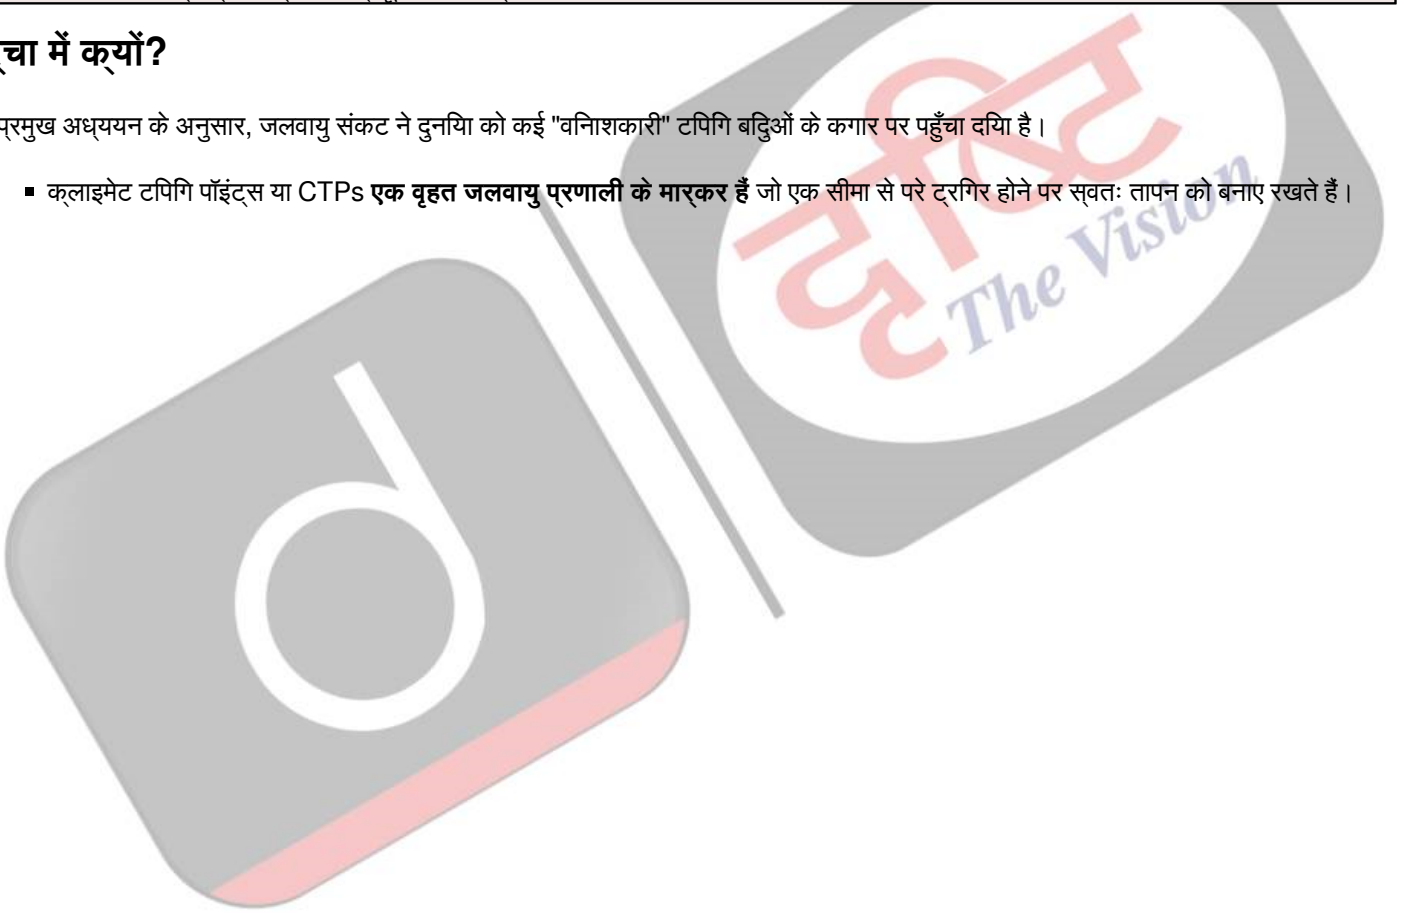 चा में क्यों?
प्रमुख अध्ययन के अनुसार, जलवायु संकट ने दुनिया को कई "विनाशकारी" टिपिंग बिंदुओं के कगार पर पहुँचा दिया है।
▪ क्लाइमेट टिपिंग पॉइंट्स या CTPs एक वृहत जलवायु प्रणाली के मार्कर हैं जो एक सीमा से परे ट्रिगर होने पर स्वतः तापन को बनाए रखते हैं।
दृष्टि
The Vision
d